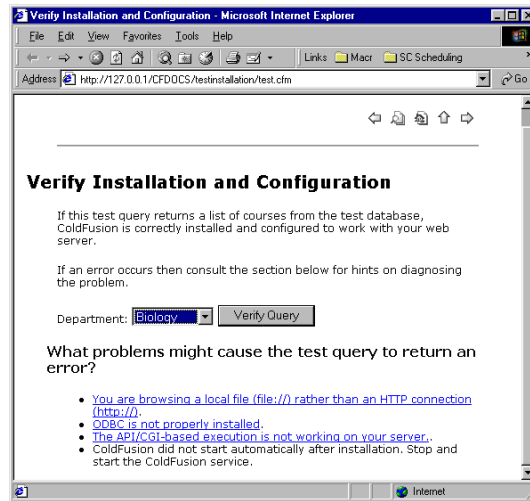 Verify Installation and Configuration - Microsoft Internet Explorer
File Edit View Favorites Tools Help
Links Macr SC Scheduling »
Address http://127.0.0.1/CFDOCS/testinstallation/test.cfm Go
Verify Installation and Configuration
If this test query returns a list of courses from the test database,
ColdFusion is correctly installed and configured to work with your web
server.
If an error occurs then consult the section below for hints on diagnosing
the problem.
Department: Biology Verify Query
What problems might cause the test query to return an
error?
• You are browsing a local file (file://) rather than an HTTP connection
(http://).
• ODBC is not properly installed.
• The API/CGI-based execution is not working on your server..
• ColdFusion did not start automatically after installation. Stop and
start the ColdFusion service.
Internet